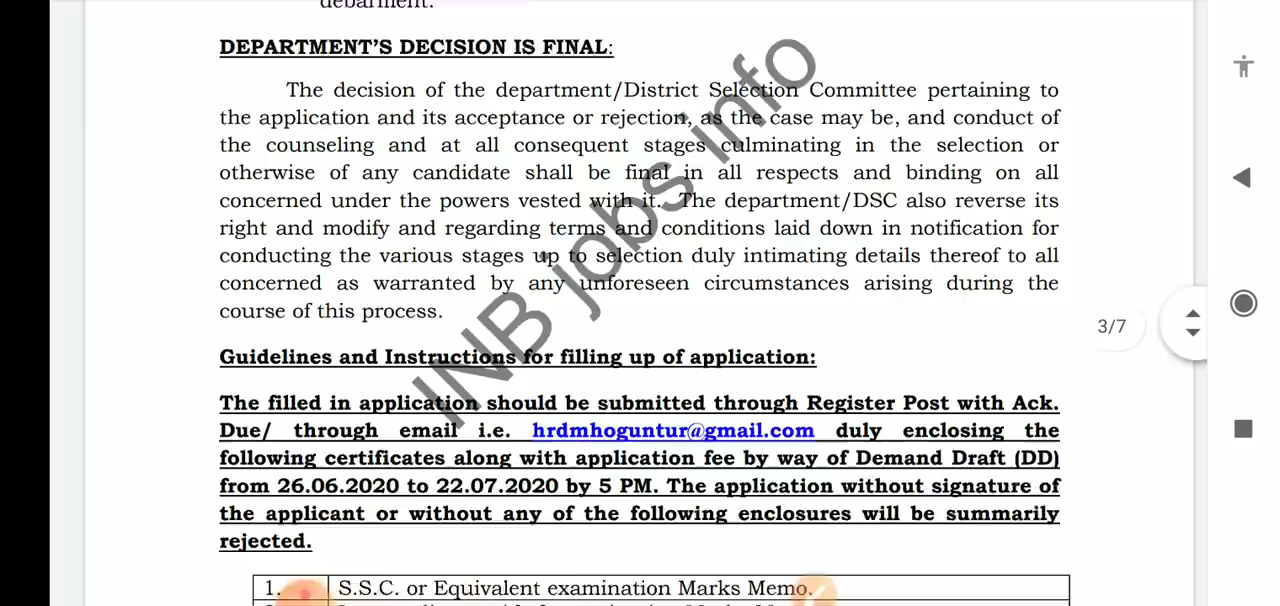 debarment.
DEPARTMENT'S DECISION IS FINAL:
The decision of the department/District Selection Committee pertaining to
the application and its acceptance or rejection, as the case may be, and conduct of
the counseling and at all consequent stages culminating in the selection or
otherwise of any candidate shall be final in all respects and binding on all
concerned under the powers vested with it. The department/DSC also reverse its
right and modify and regarding terms and conditions laid down in notification for
conducting the various stages up to selection duly intimating details thereof to all
concerned as warranted by any unforeseen circumstances arising during the
course of this process.
INB jobs info
3/7
Guidelines and Instructions for filling up of application:
The filled in application should be submitted through Register Post with Ack.
Due/ through email i.e. hrdmhoguntur@gmail.com duly enclosing the
following certificates along with application fee by way of Demand Draft (DD)
from 26.06.2020 to 22.07.2020 by 5 PM. The application without signature of
the applicant or without any of the following enclosures will be summarily
rejected.
1. S.S.C. or Equivalent examination Marks Memo.